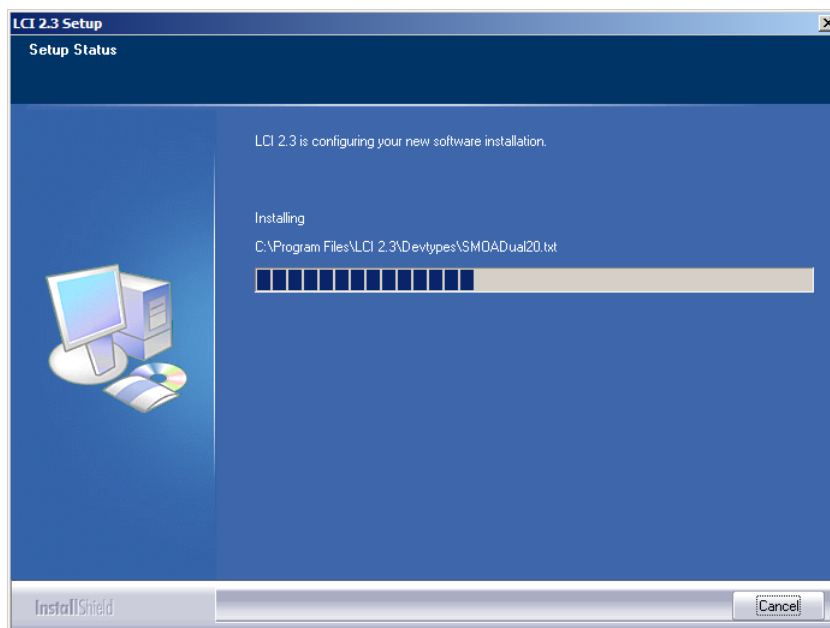 LCI 2.3 Setup
Setup Status
LCI 2.3 is configuring your new software installation.
Installing
C:\Program Files\LCI 2.3\Devtypes\SMOADual20.txt
InstallShield
Cancel